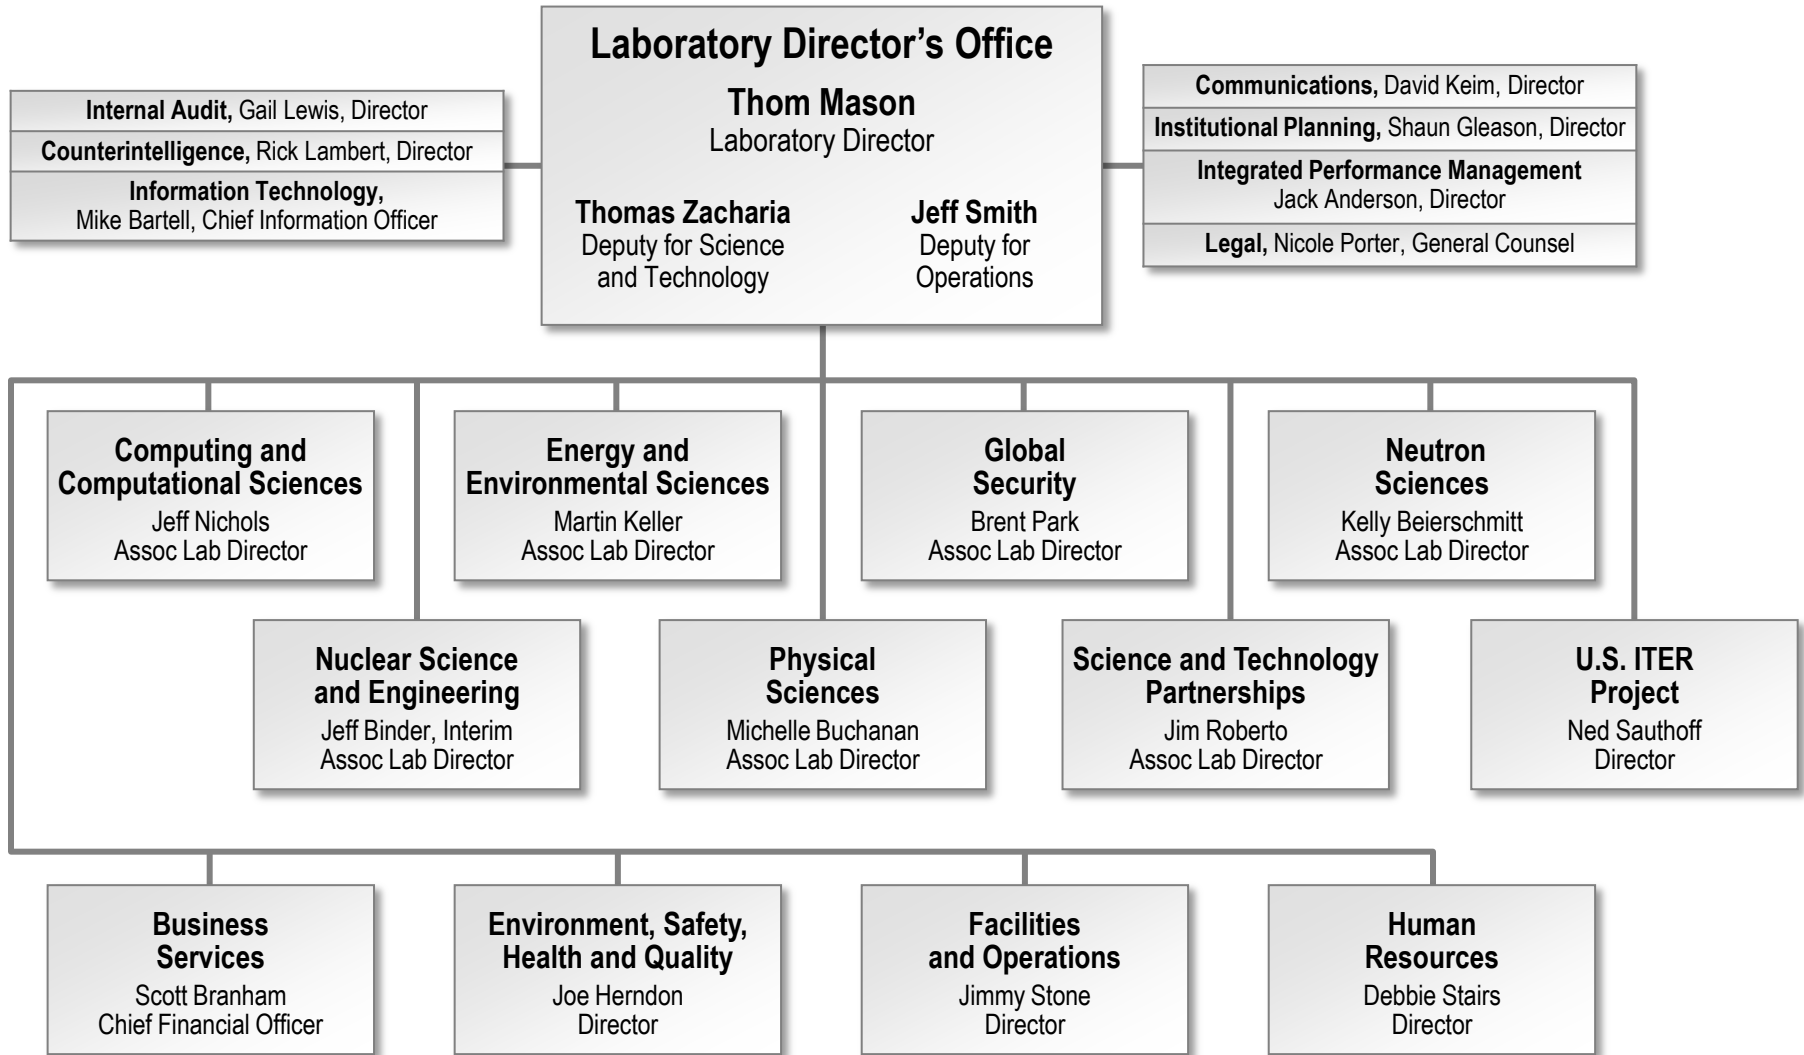 Laboratory Director’s Office
Thom Mason
Laboratory Director
Thomas Zacharia
Deputy for Science
and Technology
Jeff Smith
Deputy for
Operations
Internal Audit, Gail Lewis, Director
Counterintelligence, Rick Lambert, Director
Information Technology,
Mike Bartell, Chief Information Officer
Communications, David Keim, Director
Institutional Planning, Shaun Gleason, Director
Integrated Performance Management
Jack Anderson, Director
Legal, Nicole Porter, General Counsel
Computing and
Computational Sciences
Jeff Nichols
Assoc Lab Director
Energy and
Environmental Sciences
Martin Keller
Assoc Lab Director
Global
Security
Brent Park
Assoc Lab Director
Neutron
Sciences
Kelly Beierschmitt
Assoc Lab Director
Nuclear Science
and Engineering
Jeff Binder, Interim
Assoc Lab Director
Physical
Sciences
Michelle Buchanan
Assoc Lab Director
Science and Technology
Partnerships
Jim Roberto
Assoc Lab Director
U.S. ITER
Project
Ned Sauthoff
Director
Business
Services
Scott Branham
Chief Financial Officer
Environment, Safety,
Health and Quality
Joe Herndon
Director
Facilities
and Operations
Jimmy Stone
Director
Human
Resources
Debbie Stairs
Director